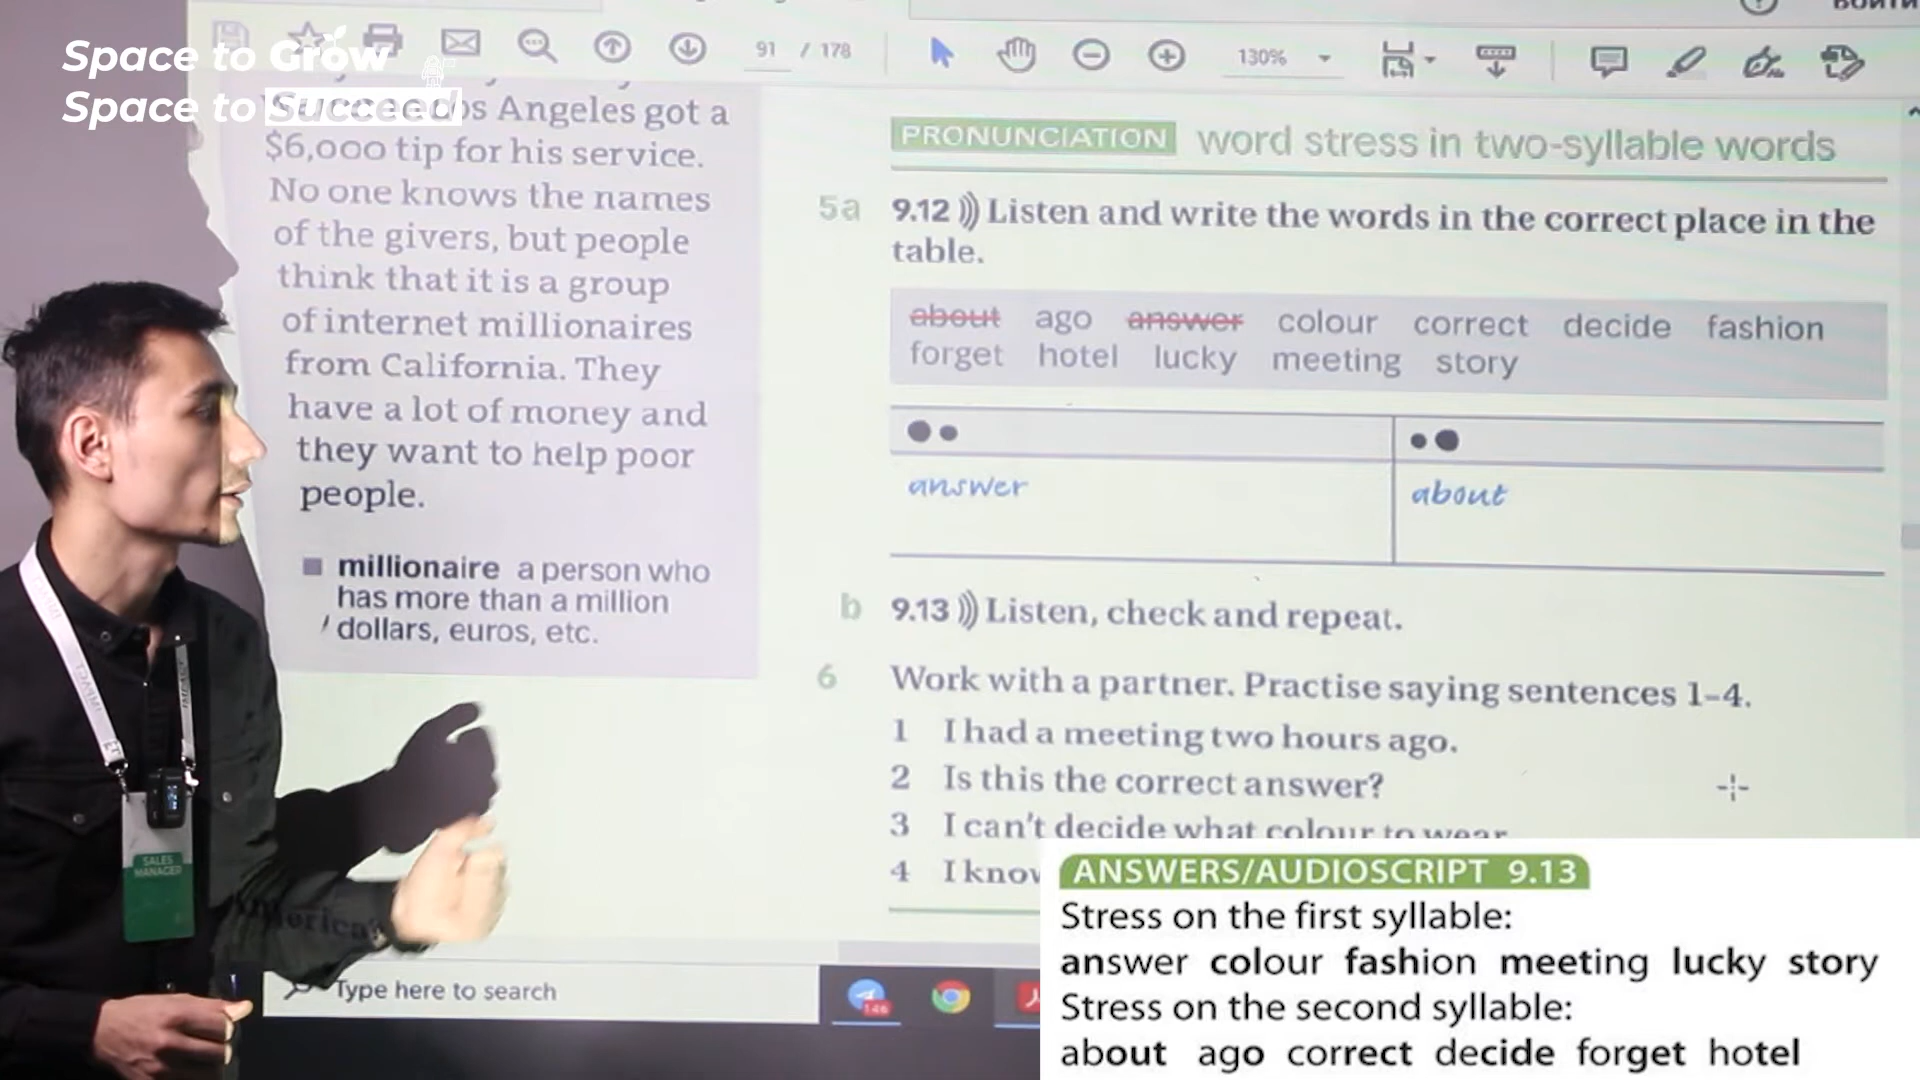 Space to Grow
Space to Succeed
91 / 178
130%
os Angeles got a
$6,000 tip for his service.
No one knows the names
of the givers, but people
think that it is a group
of internet millionaires
from California. They
have a lot of money and
they want to help poor
people.
millionaire a person who
has more than a million
dollars, euros, etc.
PRONUNCIATION word stress in two-syllable words
5a 9.12 Listen and write the words in the correct place in the
table.
about ago answer colour correct decide fashion
forget hotel lucky meeting story
answer about
b 9.13 Listen, check and repeat.
6 Work with a partner. Practise saying sentences 1–4.
1 I had a meeting two hours ago.
2 Is this the correct answer?
3 I can't decide what colour to wear
4 I know
SALES
MANAGER
IMPACT
Type here to search
146
ANSWERS/AUDIOSCRIPT 9.13
Stress on the first syllable:
answer colour fashion meeting lucky story
Stress on the second syllable:
about ago correct decide forget hotel